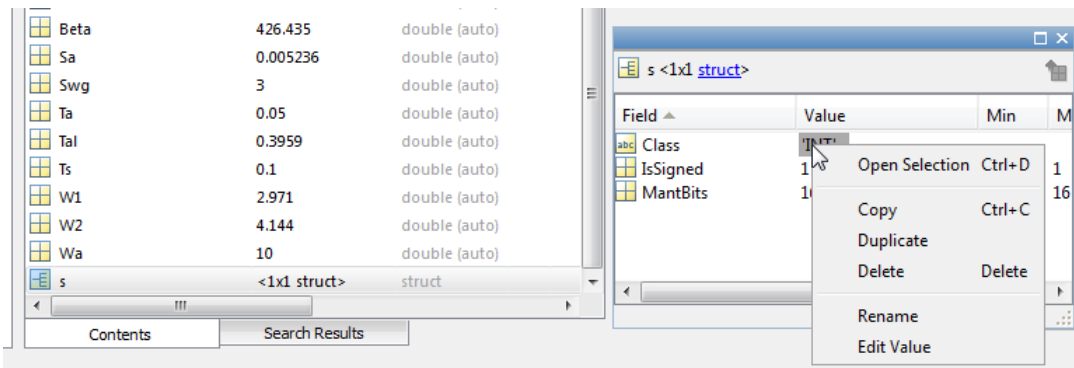 Beta 426.435 double (auto)
Sa 0.005236 double (auto)
Swg 3 double (auto)
Ta 0.05 double (auto)
Tal 0.3959 double (auto)
Ts 0.1 double (auto)
W1 2.971 double (auto)
W2 4.144 double (auto)
Wa 10 double (auto)
s <1x1 struct> struct
Contents Search Results
s <1x1 struct>
Field Value Min M
abc Class 'INT'
IsSigned 1 1
MantBits 16 16
Open Selection Ctrl+D
Copy Ctrl+C
Duplicate
Delete Delete
Rename
Edit Value